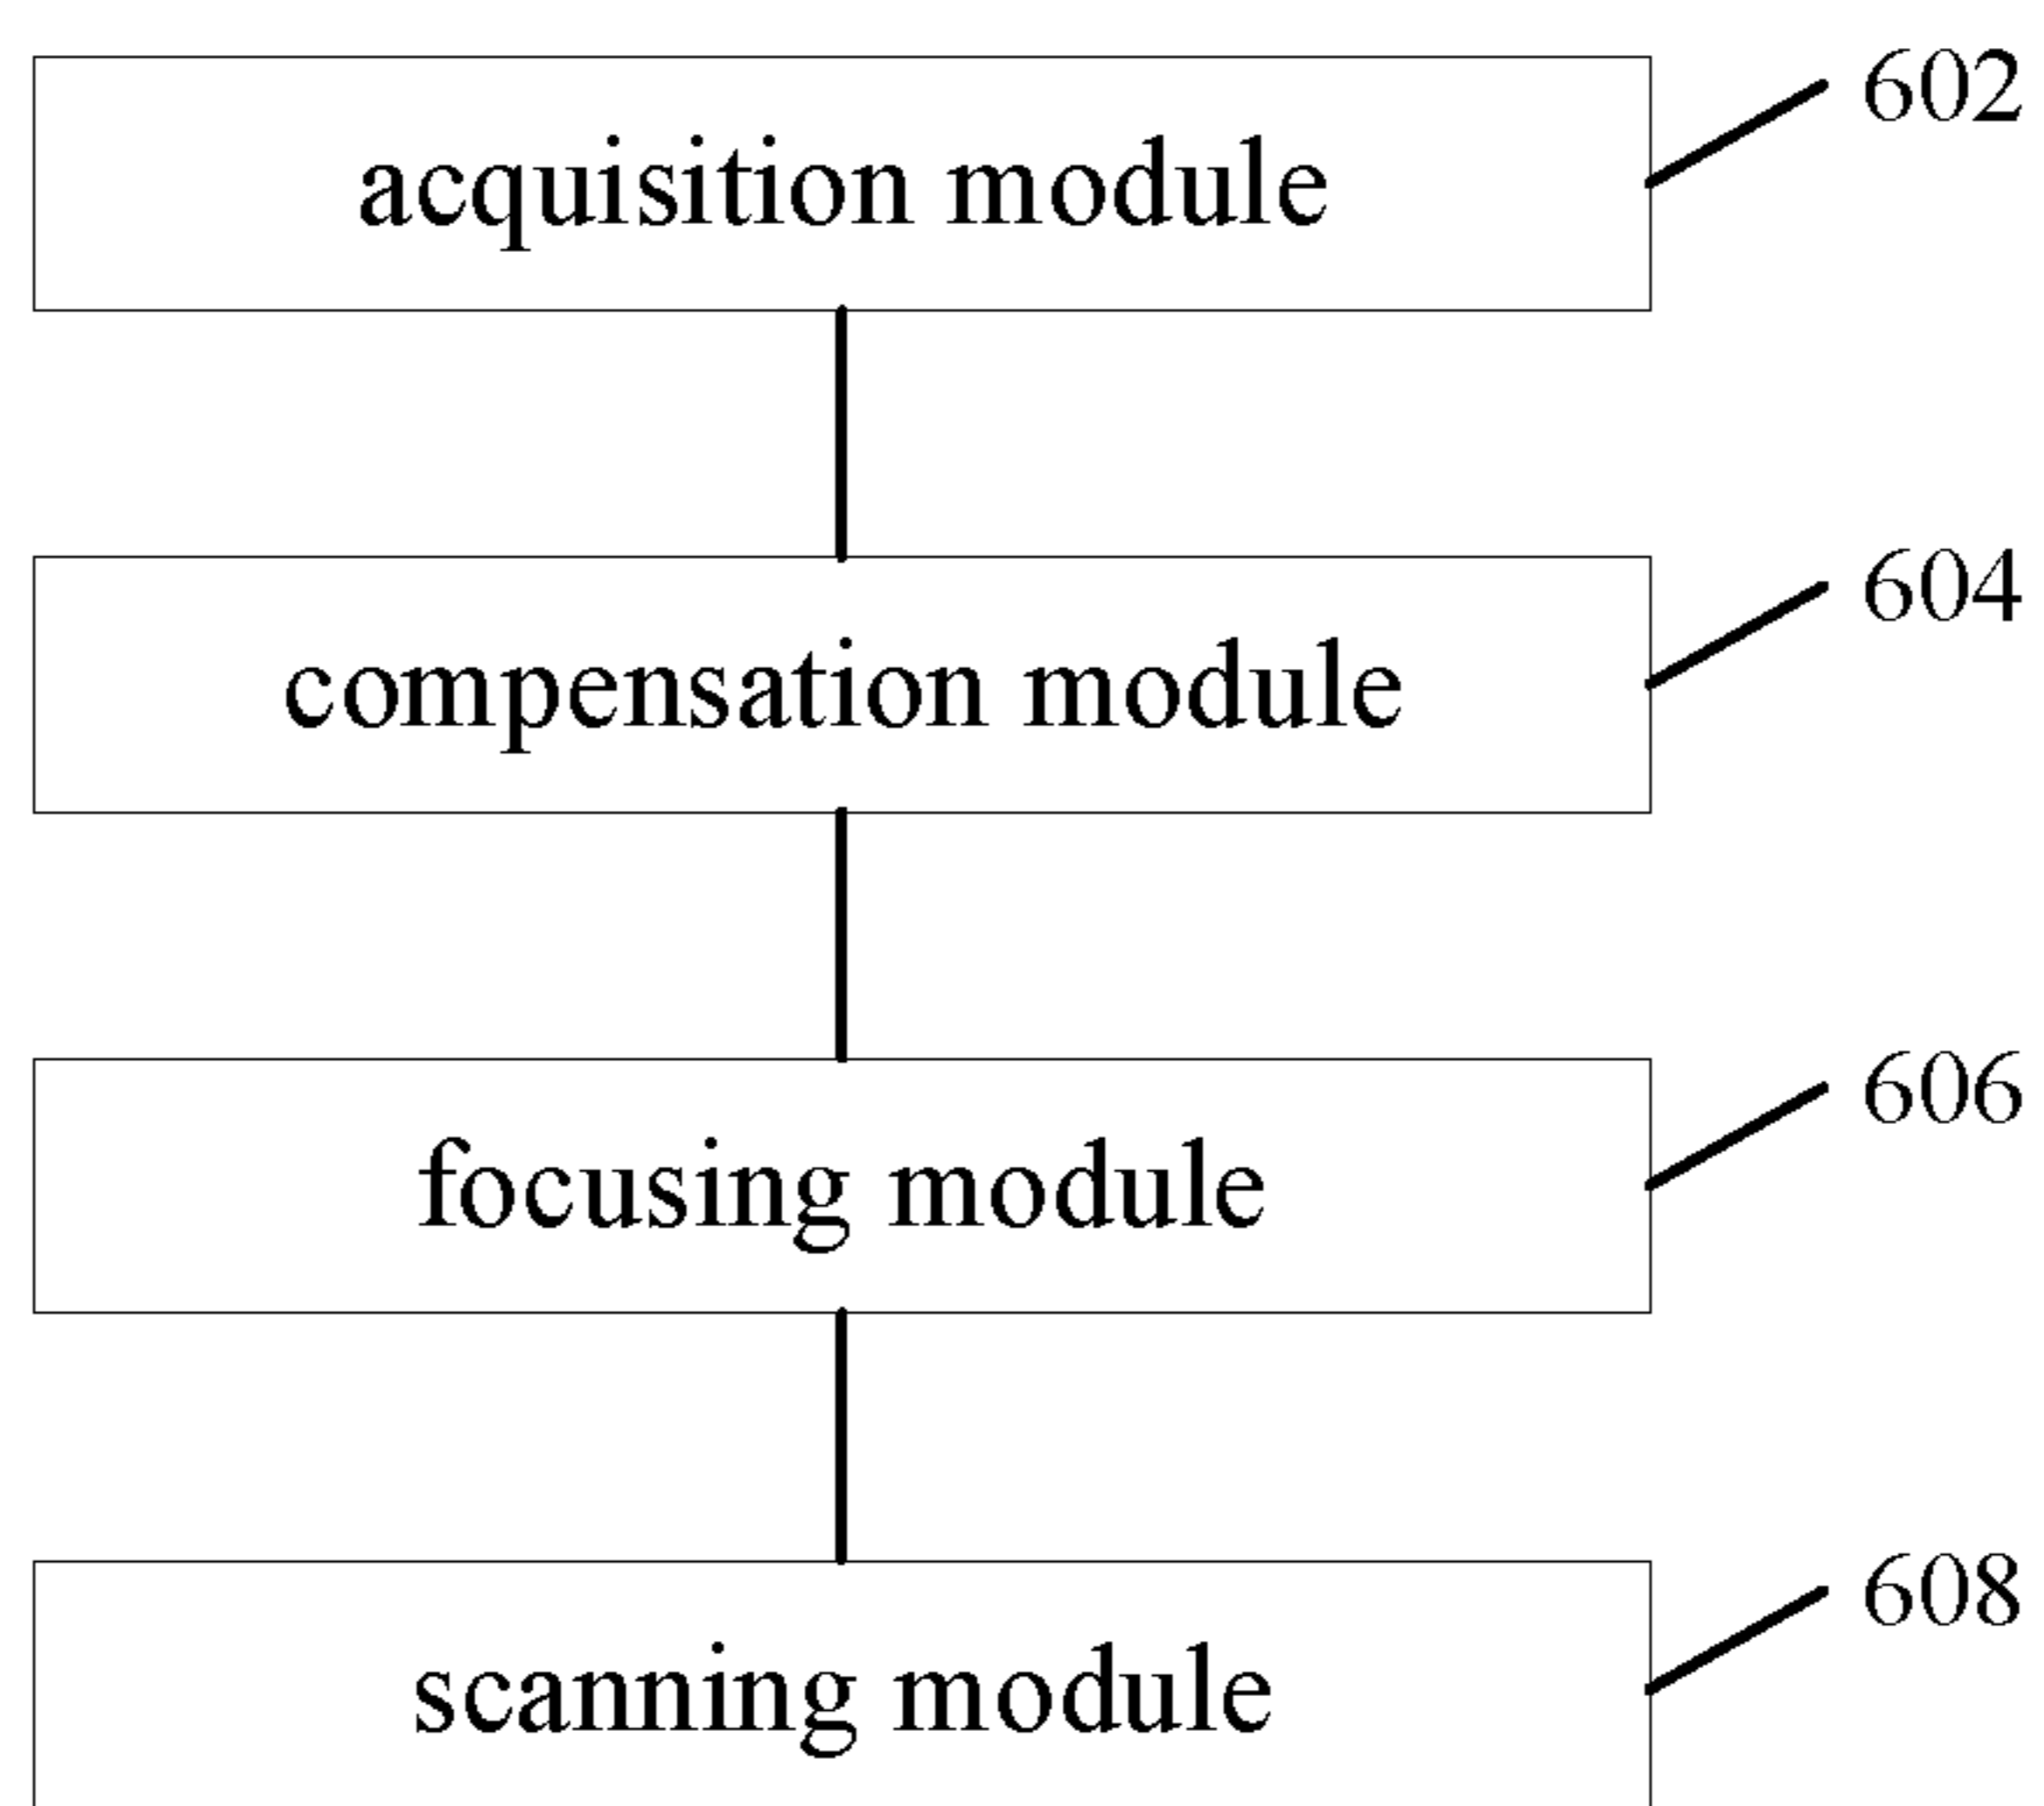 602
acquisition module
604
compensation module
606
focusing module
608
scanning module